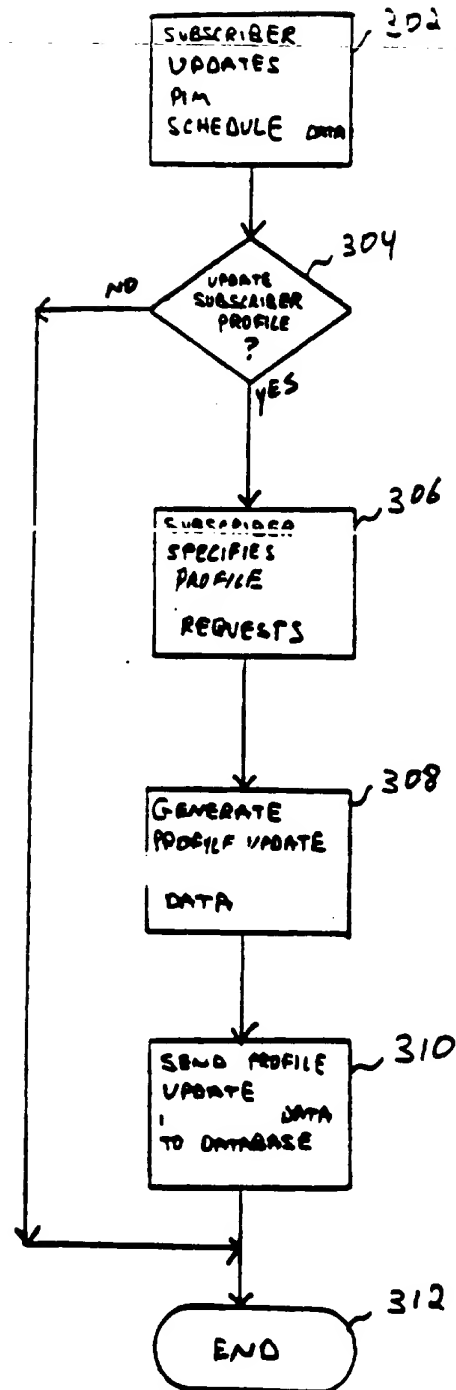 302
SUBSCRIBER
UPDATES
PIM
SCHEDULE DATA
304
NO
UPDATE
SUBSCRIBER
PROFILE
?
YES
306
SUBSCRIBER
SPECIFIES
PROFILE
REQUESTS
308
GENERATE
PROFILE UPDATE
DATA
310
SEND PROFILE
UPDATE
DATA
TO DATABASE
312
END